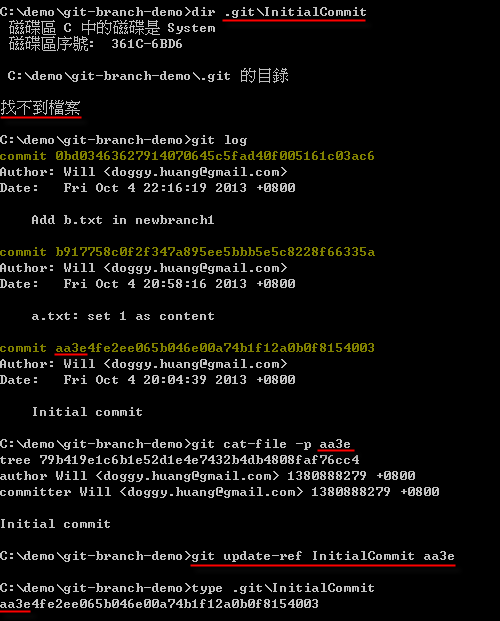 C:\demo\git-branch-demo>dir .git\InitialCommit
磁碟區 C 中的磁碟是 System
磁碟區序號:  361C-6BD6
C:\demo\git-branch-demo\.git 的目錄
找不到檔案
C:\demo\git-branch-demo>git log
commit 0bd03463627914070645c5fad40f005161c03ac6
Author: Will <doggy.huang@gmail.com>
Date:   Fri Oct 4 22:16:19 2013 +0800
Add b.txt in newbranch1
commit b917758c0f2f347a895ee5bbb5e5c8228f66335a
Author: Will <doggy.huang@gmail.com>
Date:   Fri Oct 4 20:58:16 2013 +0800
a.txt: set 1 as content
commit aa3e4fe2ee065b046e00a74b1f12a0b0f8154003
Author: Will <doggy.huang@gmail.com>
Date:   Fri Oct 4 20:04:39 2013 +0800
Initial commit
C:\demo\git-branch-demo>git cat-file -p aa3e
tree 79b419e1c6b1e52d1e4e7432b4db4808faf76cc4
author Will <doggy.huang@gmail.com> 1380888279 +0800
committer Will <doggy.huang@gmail.com> 1380888279 +0800
Initial commit
C:\demo\git-branch-demo>git update-ref InitialCommit aa3e
C:\demo\git-branch-demo>type .git\InitialCommit
aa3e4fe2ee065b046e00a74b1f12a0b0f8154003